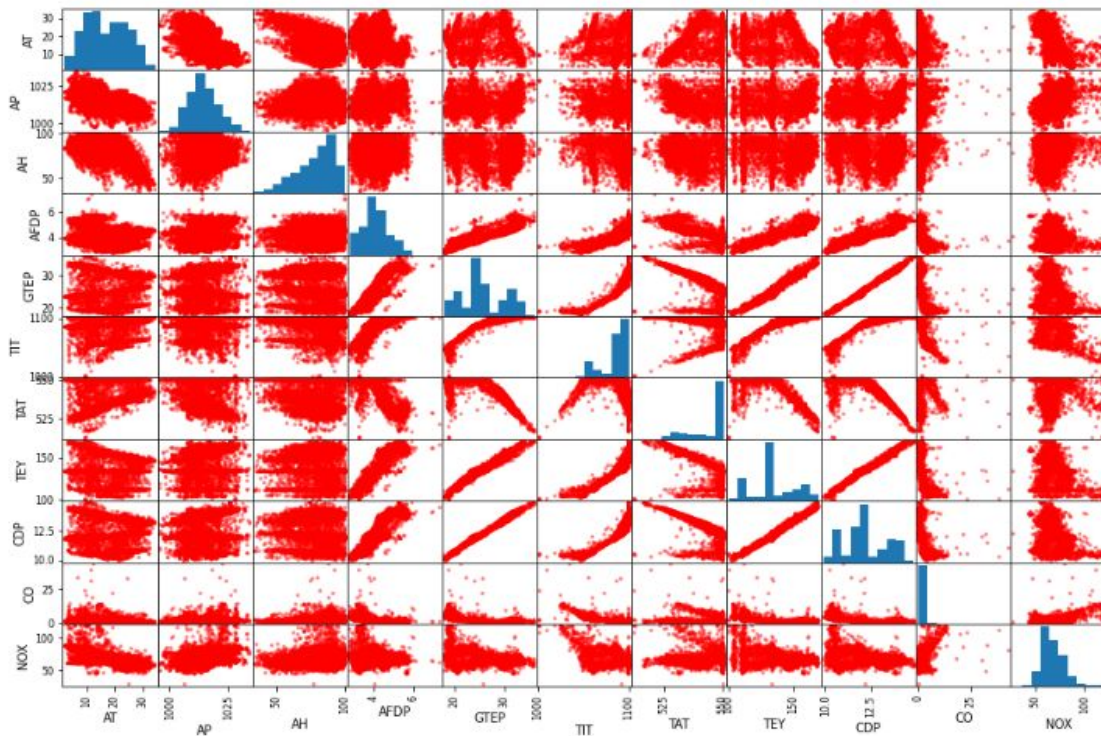 30
AT
20
10
1025
AP
1000
100
AH
50
6
AFDP
4
30
GTEP
20
1100
TIT
TAT
525
150
TEY
100
12.5
CDP
10.0
25
CO
0
100
NOX
50
10 20 30 1000 1025 50 100 4 6 20 30 1000 1100 525 150 10.0 12.5 0 25 50 100
AT AP AH AFDP GTEP TIT TAT TEY CDP CO NOX